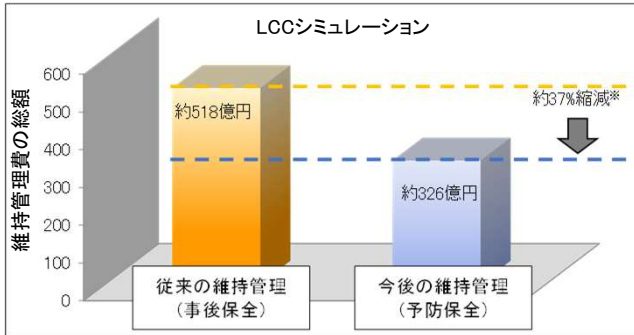 LCCシミュレーション
維持管理費の総額
600
500
400
300
200
100
0
約518億円
約326億円
約37%縮減※
従来の維持管理
（事後保全）
今後の維持管理
（予防保全）